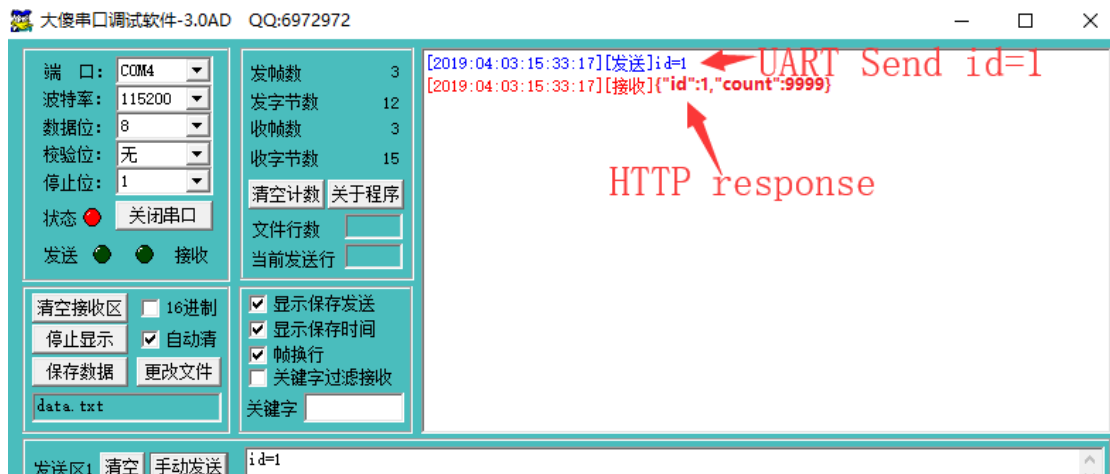 大傻串口调试软件-3.0AD QQ:6972972
端 口: COM4
波特率: 115200
数据位: 8
校验位: 无
停止位: 1
状态 关闭串口
发送 接收
发帧数 3
发字节数 12
收帧数 3
收字节数 15
清空计数 关于程序
文件行数
当前发送行
[2019:04:03:15:33:17][发送]id=1
UART Send id=1
[2019:04:03:15:33:17][接收]{"id":1,"count":9999}
HTTP response
清空接收区 16进制
停止显示 自动清
保存数据 更改文件
data.txt
显示保存发送
显示保存时间
帧换行
关键字过滤接收
关键字
发送区1 清空 手动发送 id=1